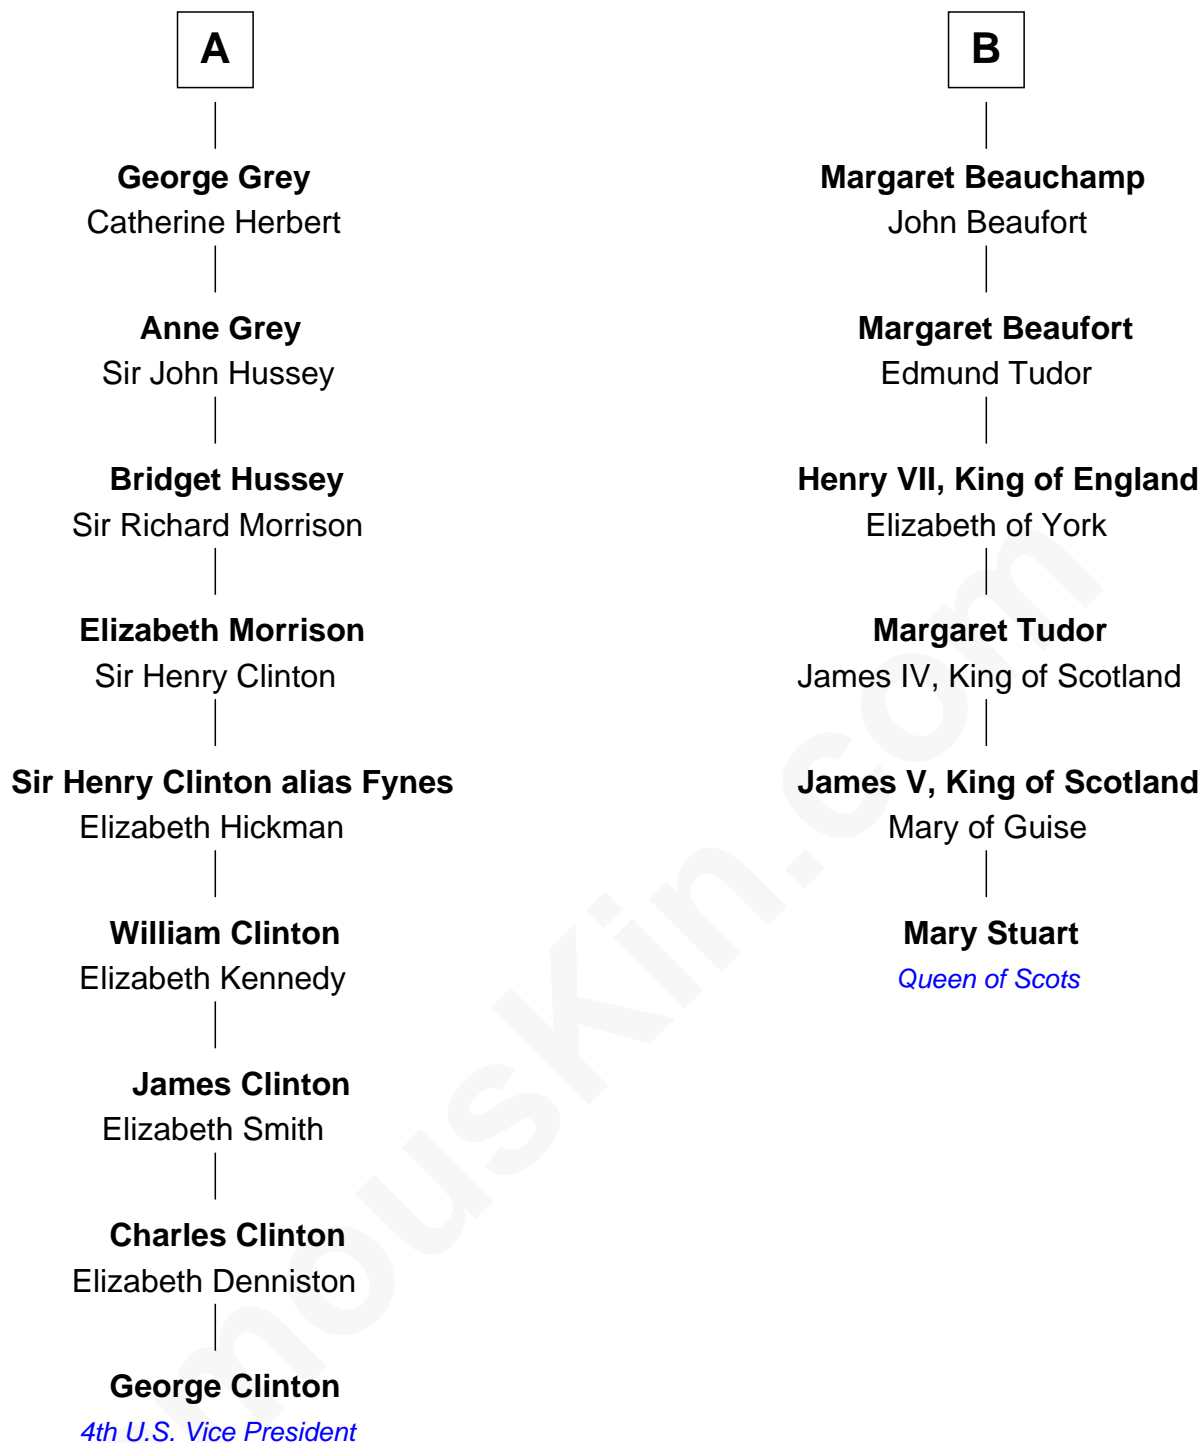 A
George Grey
Catherine Herbert
Anne Grey
Sir John Hussey
Bridget Hussey
Sir Richard Morrison
Elizabeth Morrison
Sir Henry Clinton
Sir Henry Clinton alias Fynes
Elizabeth Hickman
William Clinton
Elizabeth Kennedy
James Clinton
Elizabeth Smith
Charles Clinton
Elizabeth Denniston
George Clinton
4th U.S. Vice President
B
Margaret Beauchamp
John Beaufort
Margaret Beaufort
Edmund Tudor
Henry VII, King of England
Elizabeth of York
Margaret Tudor
James IV, King of Scotland
James V, King of Scotland
Mary of Guise
Mary Stuart
Queen of Scots
mousKin.com